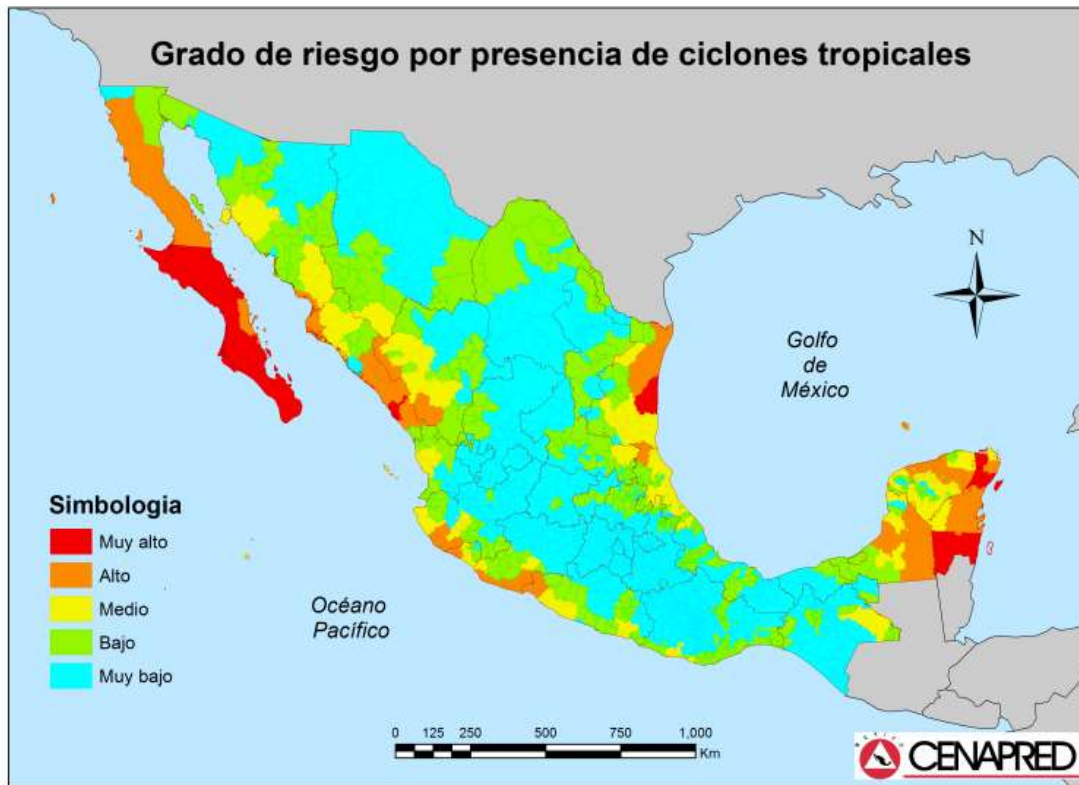 Grado de riesgo por presencia de ciclones tropicales
N
Golfo
de
México
Simbologia
Muy alto
Alto
Medio
Bajo
Muy bajo
Océano
Pacífico
0 125 250 500 750 1,000
Km
MÉXICO
CENAPRED